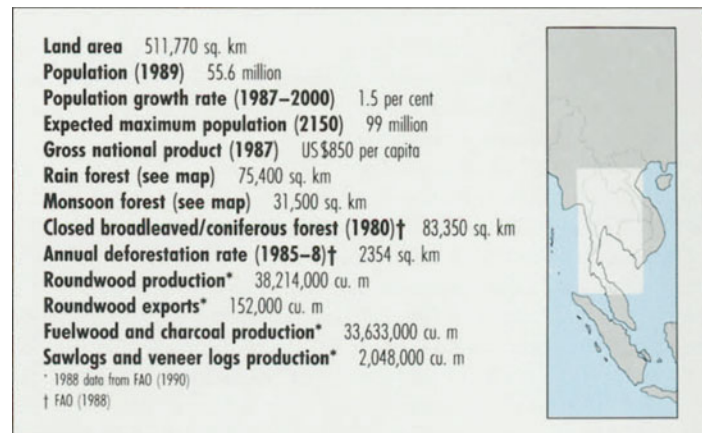 Land area 511,770 sq. km
Population (1989) 55.6 million
Population growth rate (1987–2000) 1.5 per cent
Expected maximum population (2150) 99 million
Gross national product (1987) US$850 per capita
Rain forest (see map) 75,400 sq. km
Monsoon forest (see map) 31,500 sq. km
Closed broadleaved/coniferous forest (1980)† 83,350 sq. km
Annual deforestation rate (1985–8)† 2354 sq. km
Roundwood production* 38,214,000 cu. m
Roundwood exports* 152,000 cu. m
Fuelwood and charcoal production* 33,633,000 cu. m
Sawlogs and veneer logs production* 2,048,000 cu. m
* 1988 data from FAO (1990)
† FAO (1988)